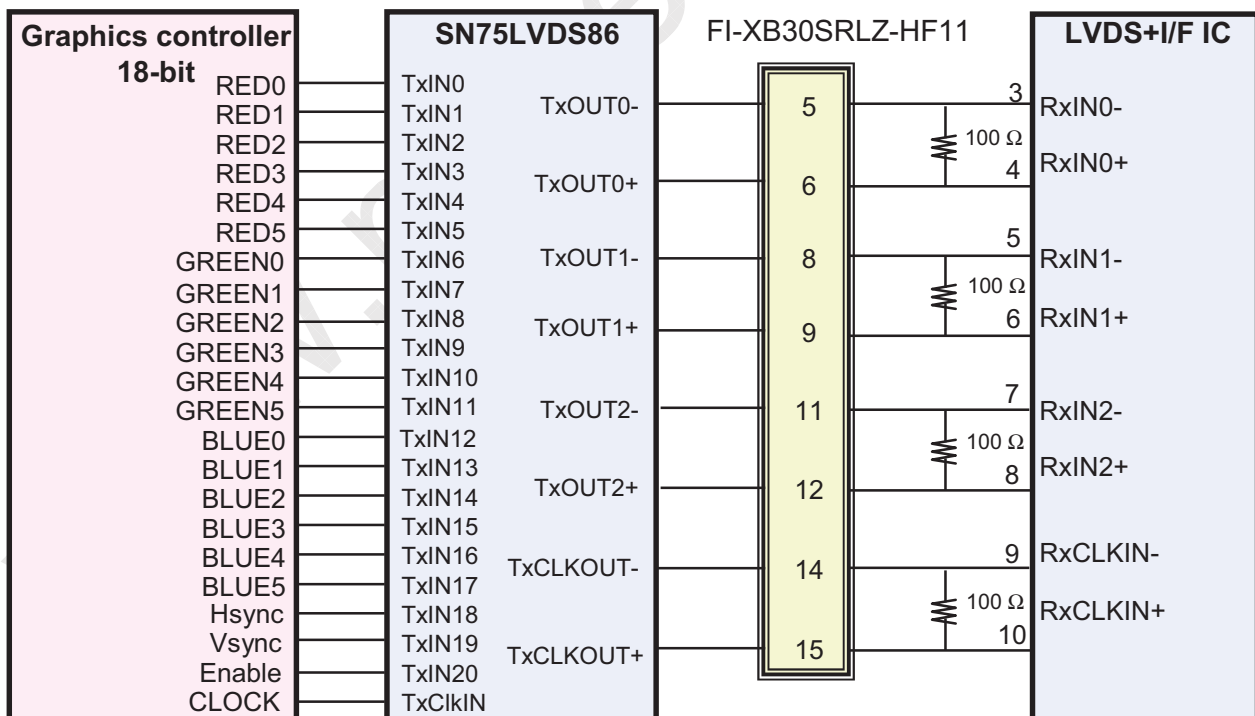 Graphics controller
18-bit
RED0
RED1
RED2
RED3
RED4
RED5
GREEN0
GREEN1
GREEN2
GREEN3
GREEN4
GREEN5
BLUE0
BLUE1
BLUE2
BLUE3
BLUE4
BLUE5
Hsync
Vsync
Enable
CLOCK
SN75LVDS86
TxIN0
TxIN1
TxIN2
TxIN3
TxIN4
TxIN5
TxIN6
TxIN7
TxIN8
TxIN9
TxIN10
TxIN11
TxIN12
TxIN13
TxIN14
TxIN15
TxIN16
TxIN17
TxIN18
TxIN19
TxIN20
TxClkIN
TxOUT0-
TxOUT0+
TxOUT1-
TxOUT1+
TxOUT2-
TxOUT2+
TxCLKOUT-
TxCLKOUT+
FI-XB30SRLZ-HF11
5
6
8
9
11
12
14
15
3
100 Ω
4
5
100 Ω
6
7
100 Ω
8
9
100 Ω
10
LVDS+I/F IC
RxIN0-
RxIN0+
RxIN1-
RxIN1+
RxIN2-
RxIN2+
RxCLKIN-
RxCLKIN+